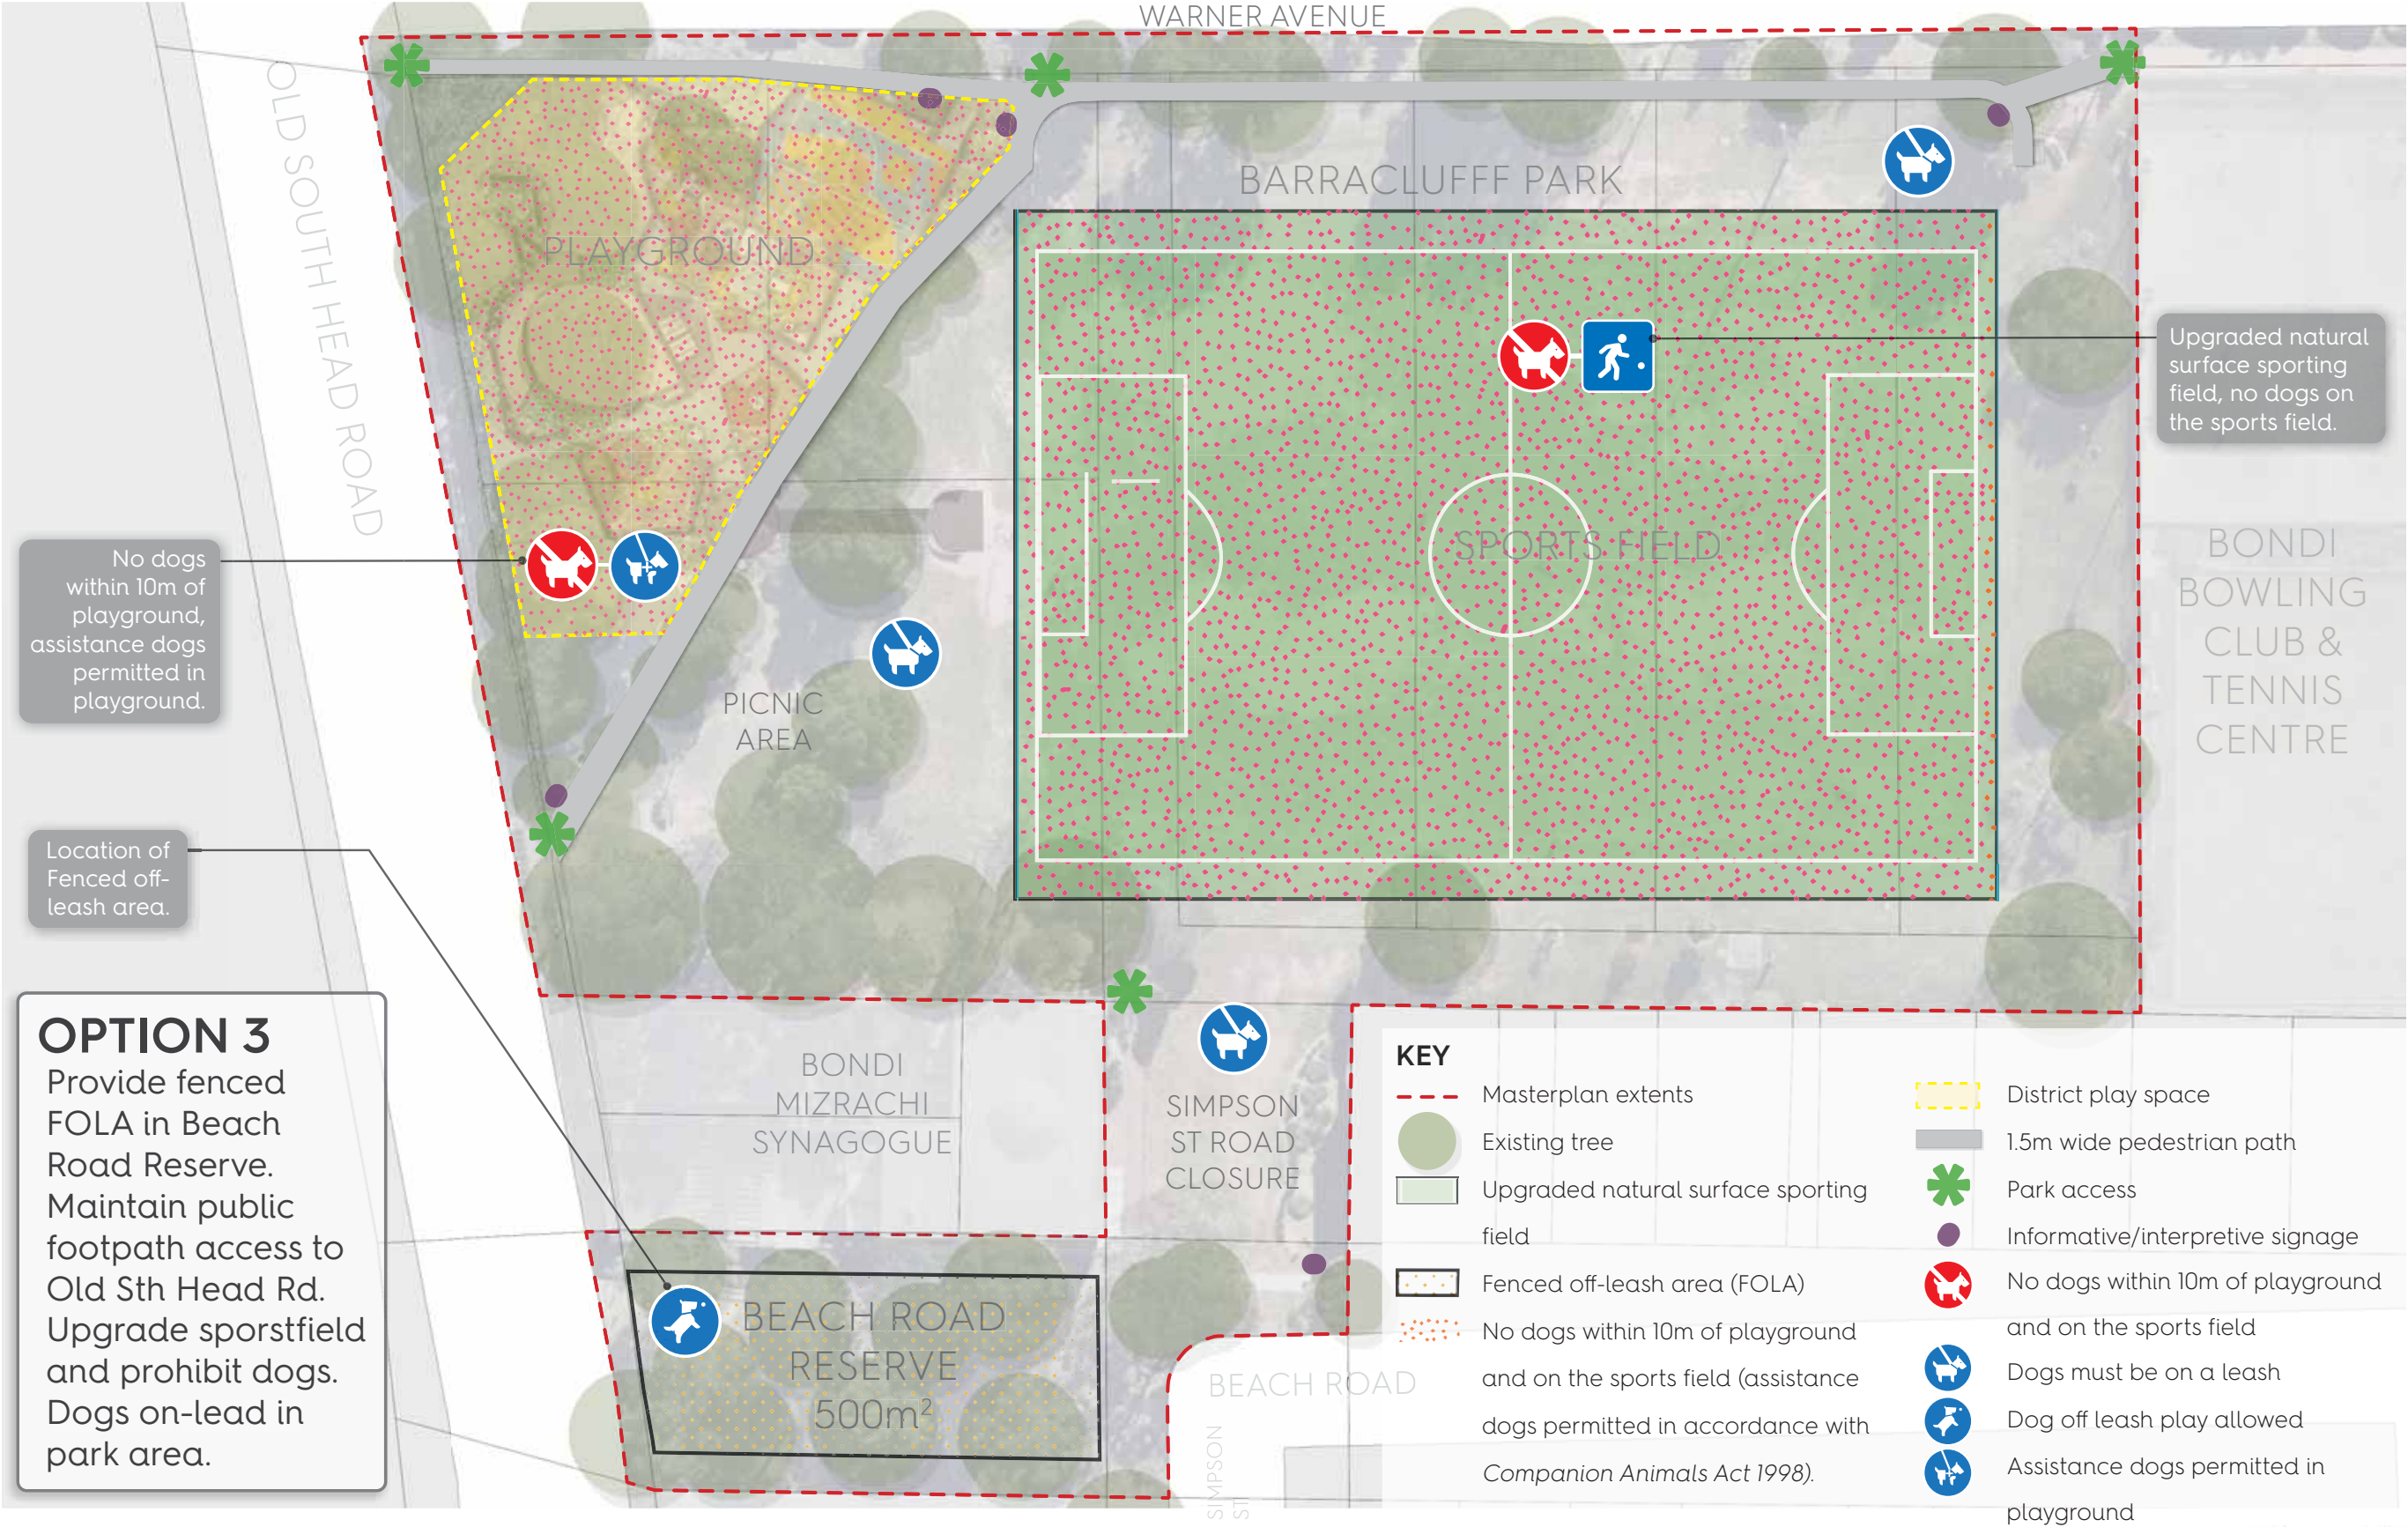 WARNER AVENUE
OLD SOUTH HEAD ROAD
BARRACLUFFF PARK
PLAYGROUND
SPORTS FIELD
Upgraded natural
surface sporting
field, no dogs on
the sports field.
BONDI
BOWLING
CLUB &
TENNIS
CENTRE
No dogs
within 10m of
playground,
assistance dogs
permitted in
playground.
PICNIC
AREA
Location of
Fenced off-
leash area.
OPTION 3
Provide fenced
FOLA in Beach
Road Reserve.
Maintain public
footpath access to
Old Sth Head Rd.
Upgrade sporstfield
and prohibit dogs.
Dogs on-lead in
park area.
BONDI
MIZRACHI
SYNAGOGUE
SIMPSON
ST ROAD
CLOSURE
BEACH ROAD
RESERVE
500m²
BEACH ROAD
SIMPSON
ST
KEY
Masterplan extents
Existing tree
Upgraded natural surface sporting
field
Fenced off-leash area (FOLA)
No dogs within 10m of playground
and on the sports field (assistance
dogs permitted in accordance with
Companion Animals Act 1998).
District play space
1.5m wide pedestrian path
Park access
Informative/interpretive signage
No dogs within 10m of playground
and on the sports field
Dogs must be on a leash
Dog off leash play allowed
Assistance dogs permitted in
playground